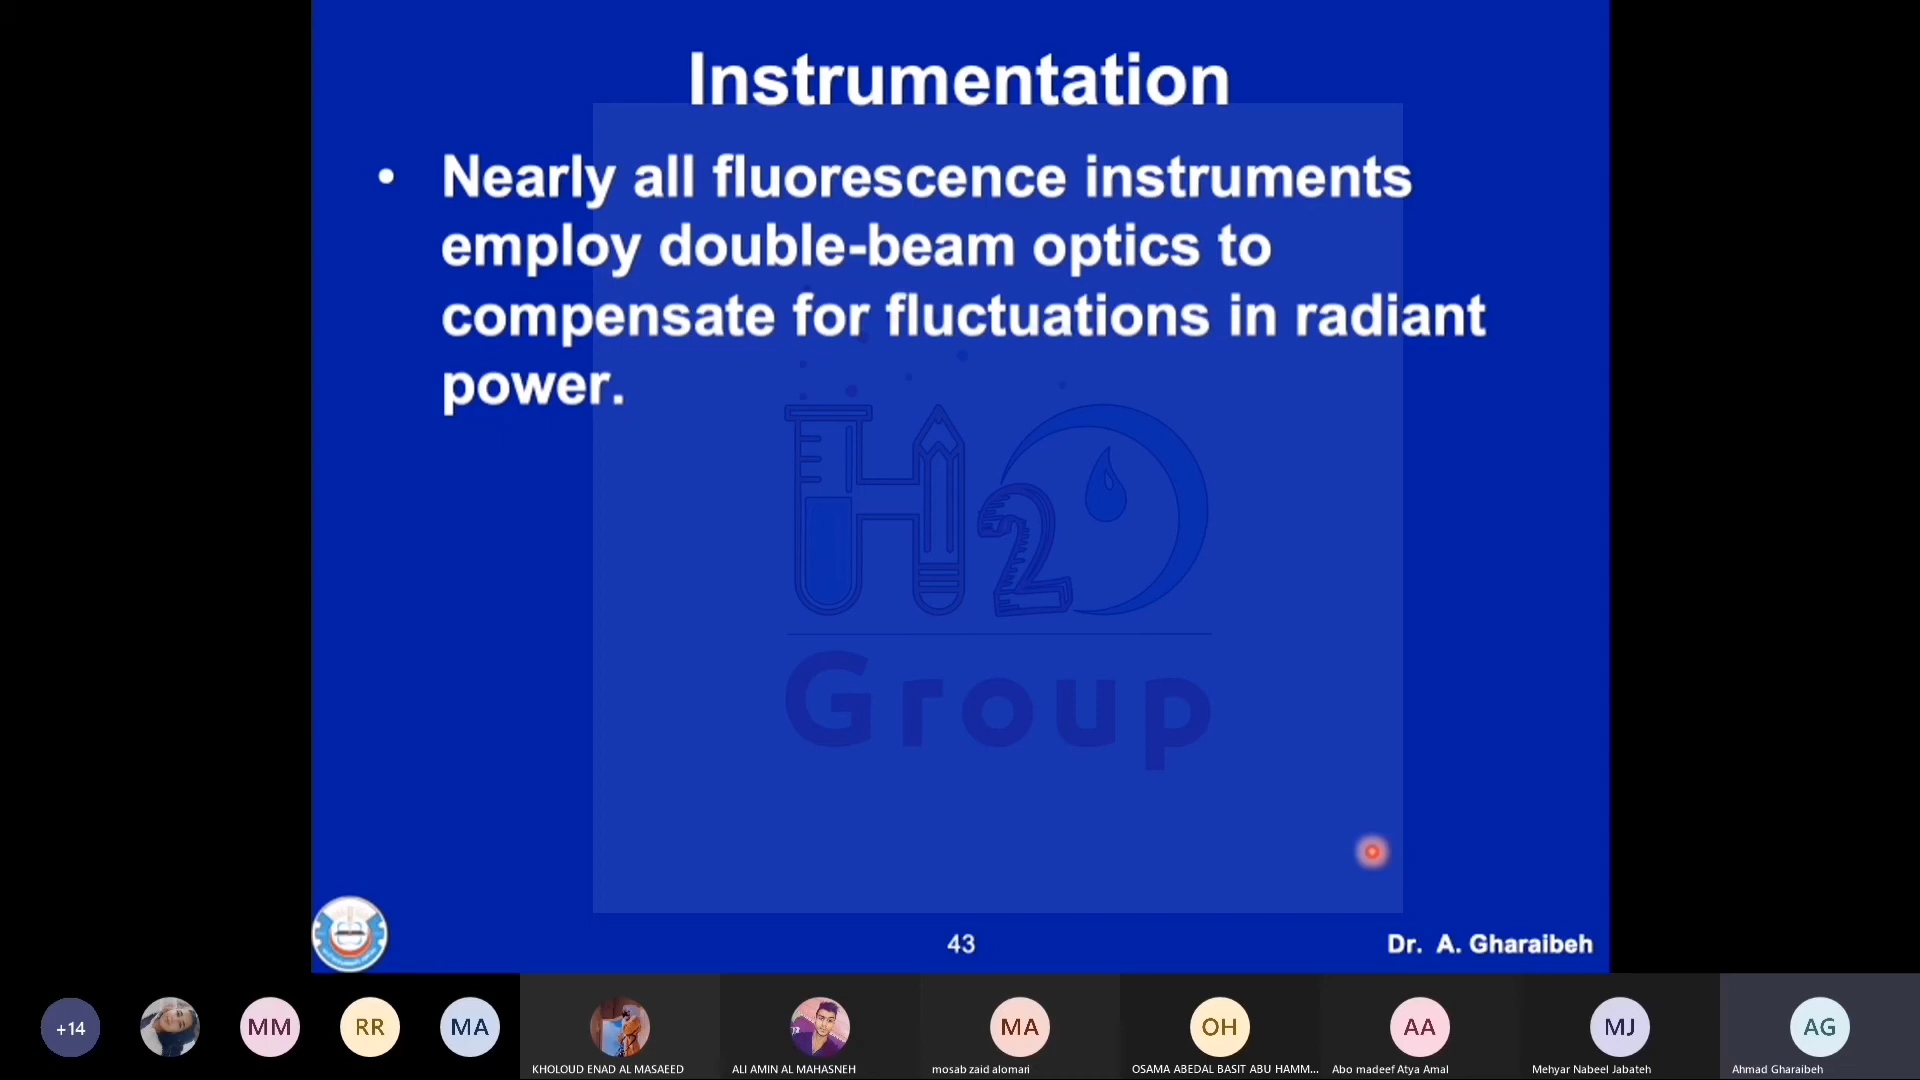 Instrumentation
• Nearly all fluorescence instruments
employ double-beam optics to
compensate for fluctuations in radiant
power.
H2O
Group
43
Dr. A. Gharaibeh
+14
MM
RR
MA
KHOLOUD ENAD AL MASAEED
ALI AMIN AL MAHASNEH
MA
mosab zaid alomari
OH
OSAMA ABEDAL BASIT ABU HAMM...
AA
Abo madeef Atya Amal
MJ
Mehyar Nabeel Jabateh
AG
Ahmad Gharaibeh